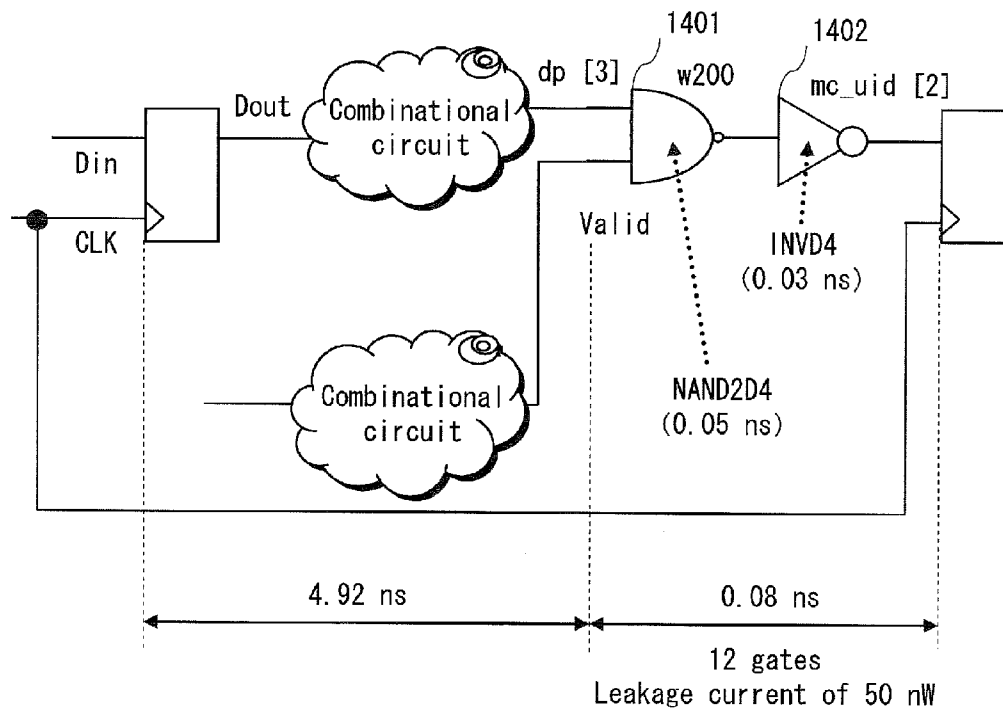 1401
1402
dp [3]
w200
mc_uid [2]
Dout
Combinational
circuit
Din
CLK
Valid
INVD4
(0.03 ns)
Combinational
circuit
NAND2D4
(0.05 ns)
4.92 ns
0.08 ns
12 gates
Leakage current of 50 nW